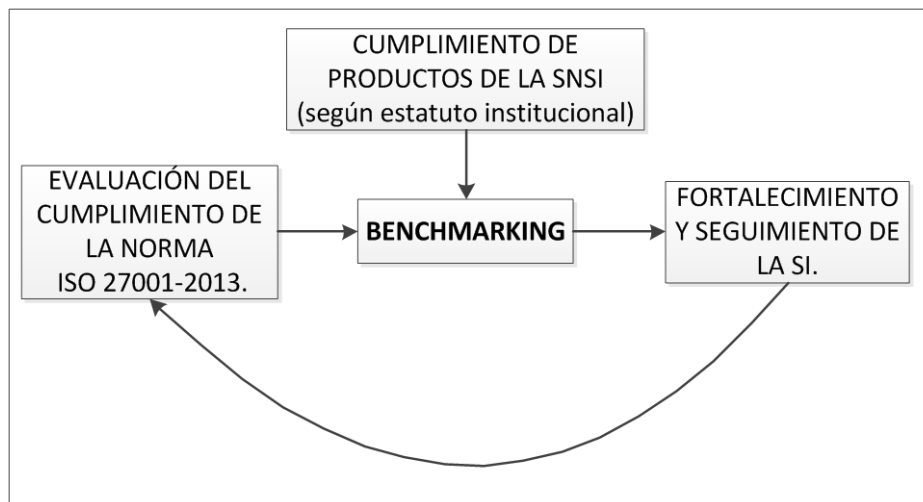 CUMPLIMIENTO DE
PRODUCTOS DE LA SNSI
(según estatuto institucional)
EVALUACIÓN DEL
CUMPLIMIENTO DE
LA NORMA
ISO 27001-2013.
BENCHMARKING
FORTALECIMIENTO
Y SEGUIMIENTO DE
LA SI.